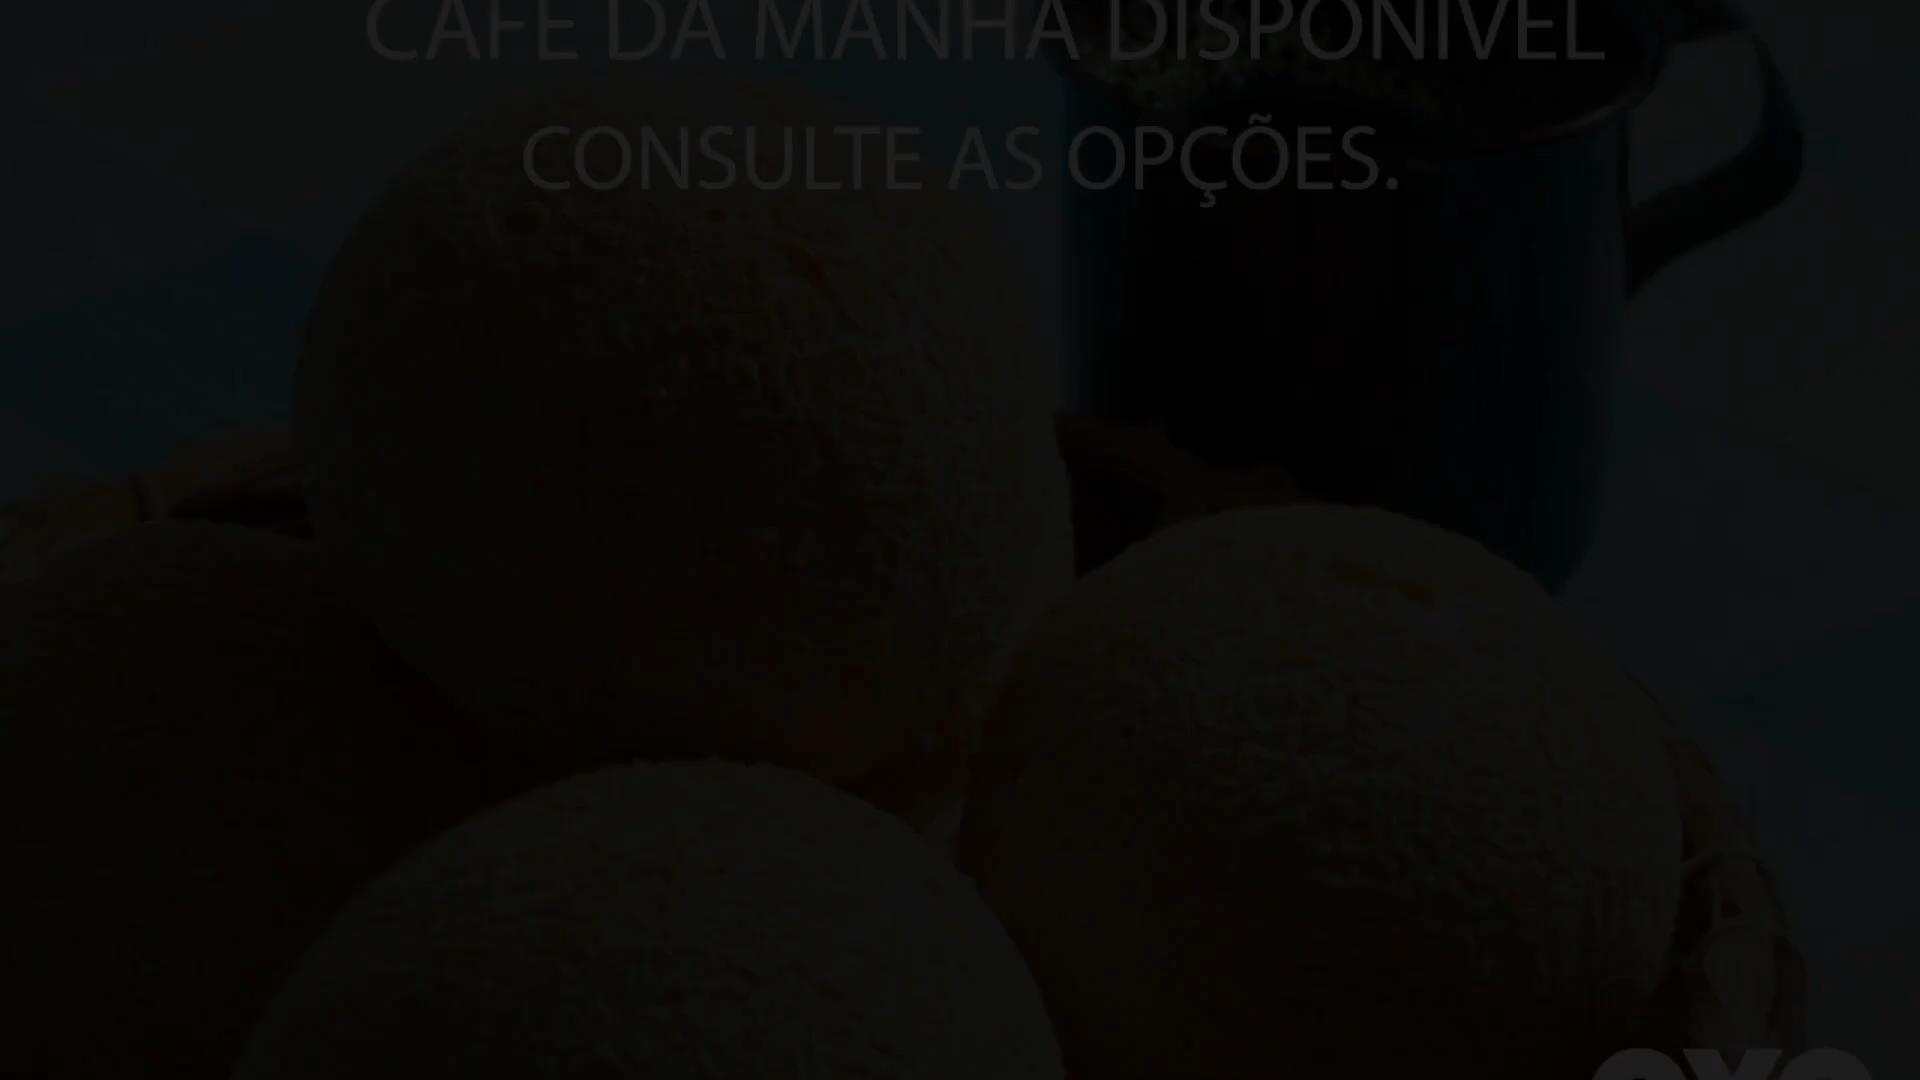 CAFÉ DA MANHÃ DISPONÍVEL
CONSULTE AS OPÇÕES.